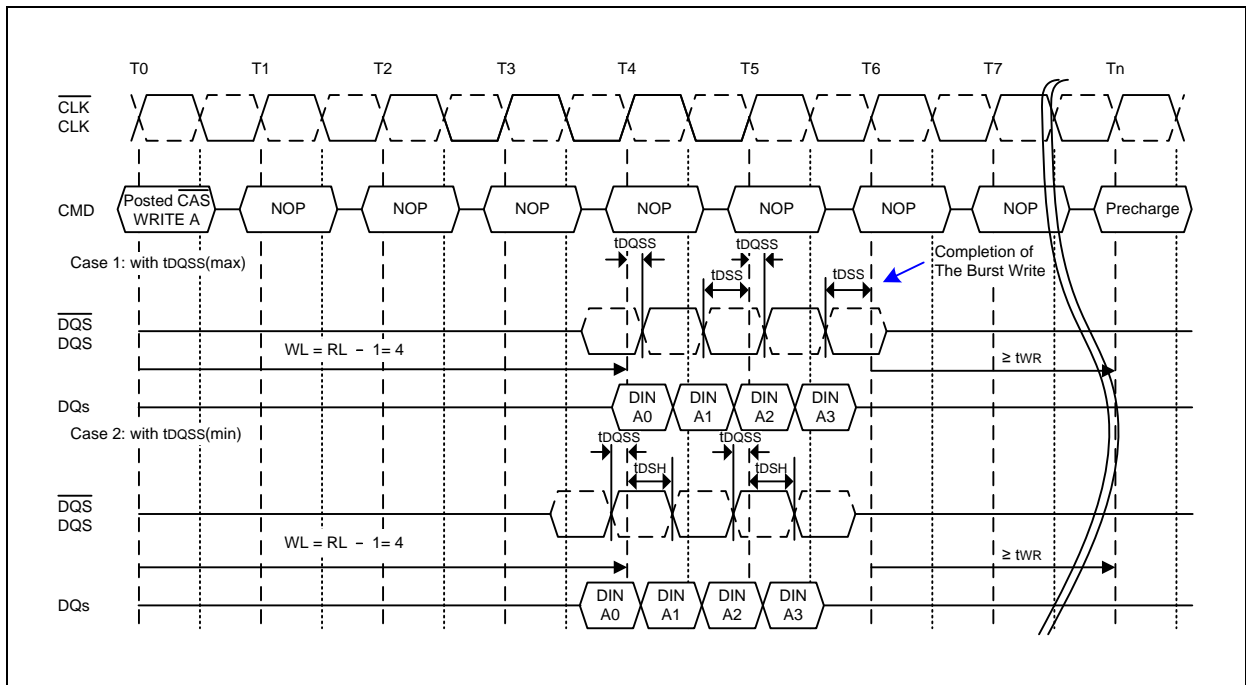 T0 T1 T2 T3 T4 T5 T6 T7 Tn
CLK
CLK
CMD
Posted CAS
WRITE A
NOP NOP NOP NOP NOP NOP NOP Precharge
Case 1: with tDQSS(max)
tDQSS tDQSS
Completion of
The Burst Write
tDSS tDSS
DQS
DQS
WL = RL − 1= 4
≥ tWR
DQs
DIN DIN DIN DIN
A0 A1 A2 A3
Case 2: with tDQSS(min)
tDQSS tDQSS
tDSH tDSH
DQS
DQS
WL = RL − 1= 4
≥ tWR
DQs
DIN DIN DIN DIN
A0 A1 A2 A3